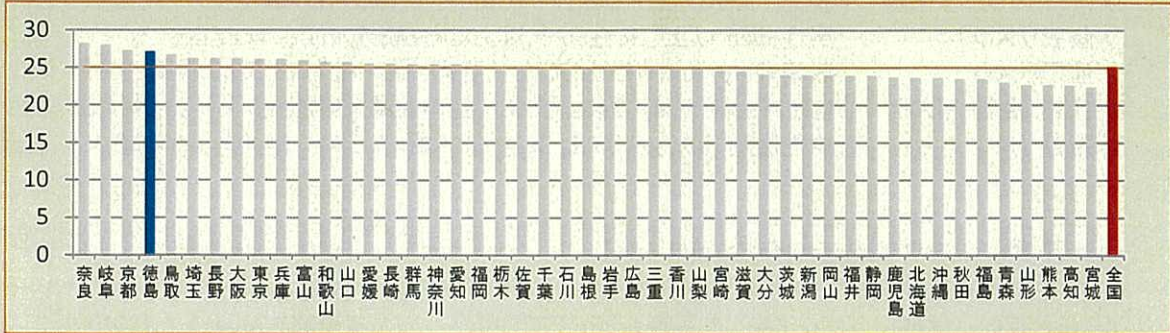 30
25
20
15
10
5
0
奈良
岐阜
京都
徳島
鳥取
埼玉
長野
大阪
東京
兵庫
富山
和歌山
山口
愛媛
長崎
群馬
神奈川
愛知
福岡
栃木
佐賀
千葉
石川
島根
岩手
広島
三重
香川
山梨
宮崎
滋賀
大分
茨城
新潟
岡山
福井
静岡
鹿児島
北海道
沖縄
秋田
福島
青森
山形
熊本
高知
宮城
全国